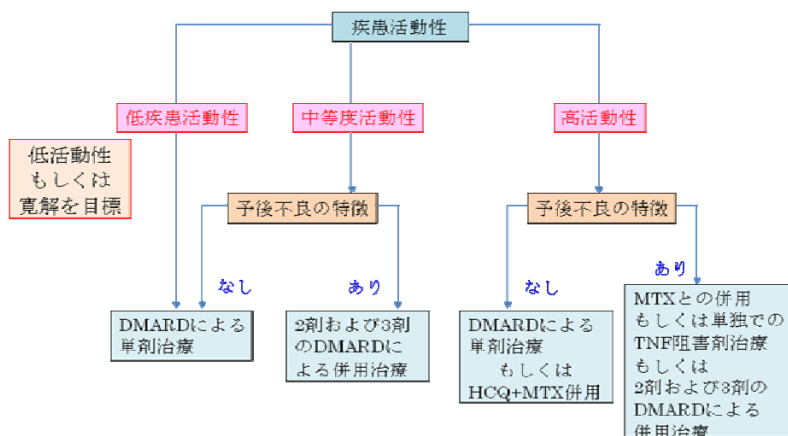 疾患活動性
低疾患活動性
中等度活動性
高活動性
低活動性
もしくは
寛解を目標
予後不良の特徴
予後不良の特徴
なし
あり
なし
あり
DMARDによる
単剤治療
2剤および3剤
のDMARDに
よる併用治療
DMARDによる
単剤治療
もしくは
HCQ+MTX併用
MTXとの併用
もしくは単独での
TNF阻害剤治療
もしくは
2剤および3剤の
DMARDによる
併用治療